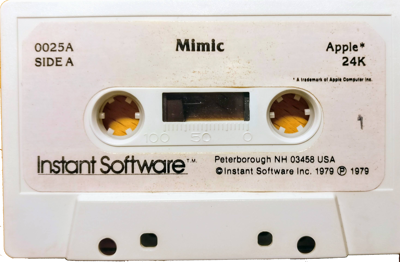 0025A Mimic Apple*
SIDE A 24K
* A trademark of Apple Computer Inc.
100 50 0
Instant Software T.M. Peterborough NH 03458 USA
©Instant Software Inc. 1979 Ⓟ 1979